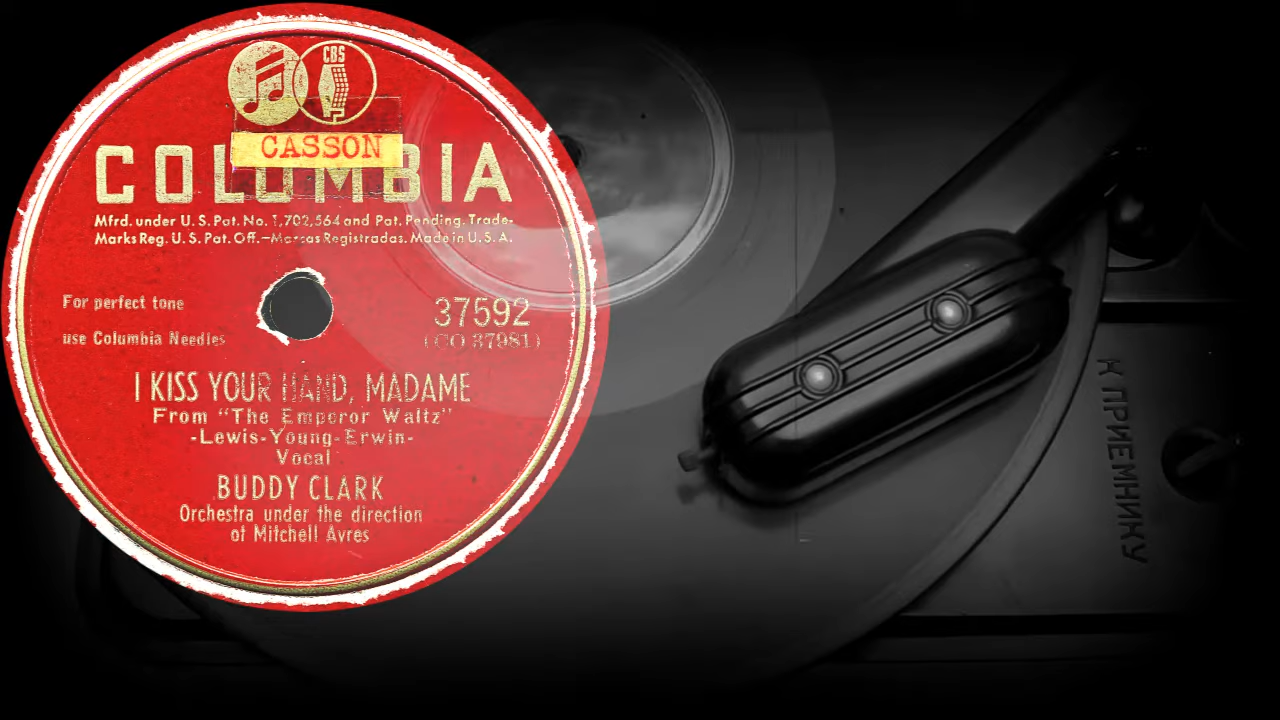 CBS
CASSON
COLUMBIA
Mfrd. under U. S. Pat. No. 1,702,564 and Pat. Pending. Trade-
Marks Reg. U. S. Pat. Off.—Marcas Registradas. Made in U. S. A.
For perfect tone
use Columbia Needles
37592
(CO 37981)
I KISS YOUR HAND, MADAME
From "The Emperor Waltz"
-Lewis-Young-Erwin-
Vocal
BUDDY CLARK
Orchestra under the direction
of Mitchell Ayres
К ПРИЕМНИКУ